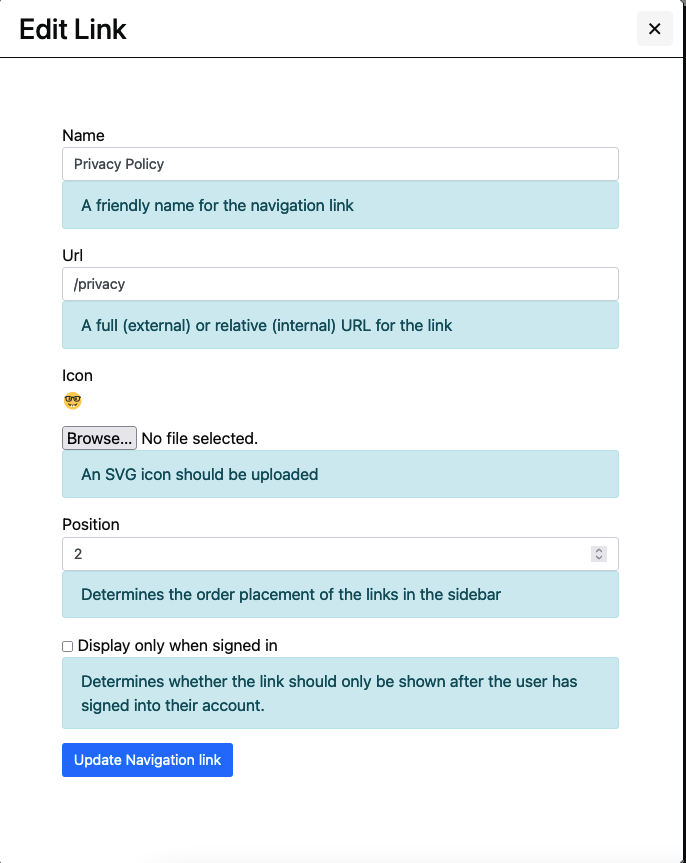 Edit Link
Name
Privacy Policy
A friendly name for the navigation link
Url
/privacy
A full (external) or relative (internal) URL for the link
Icon
Browse... No file selected.
An SVG icon should be uploaded
Position
2
Determines the order placement of the links in the sidebar
Display only when signed in
Determines whether the link should only be shown after the user has
signed into their account.
Update Navigation link